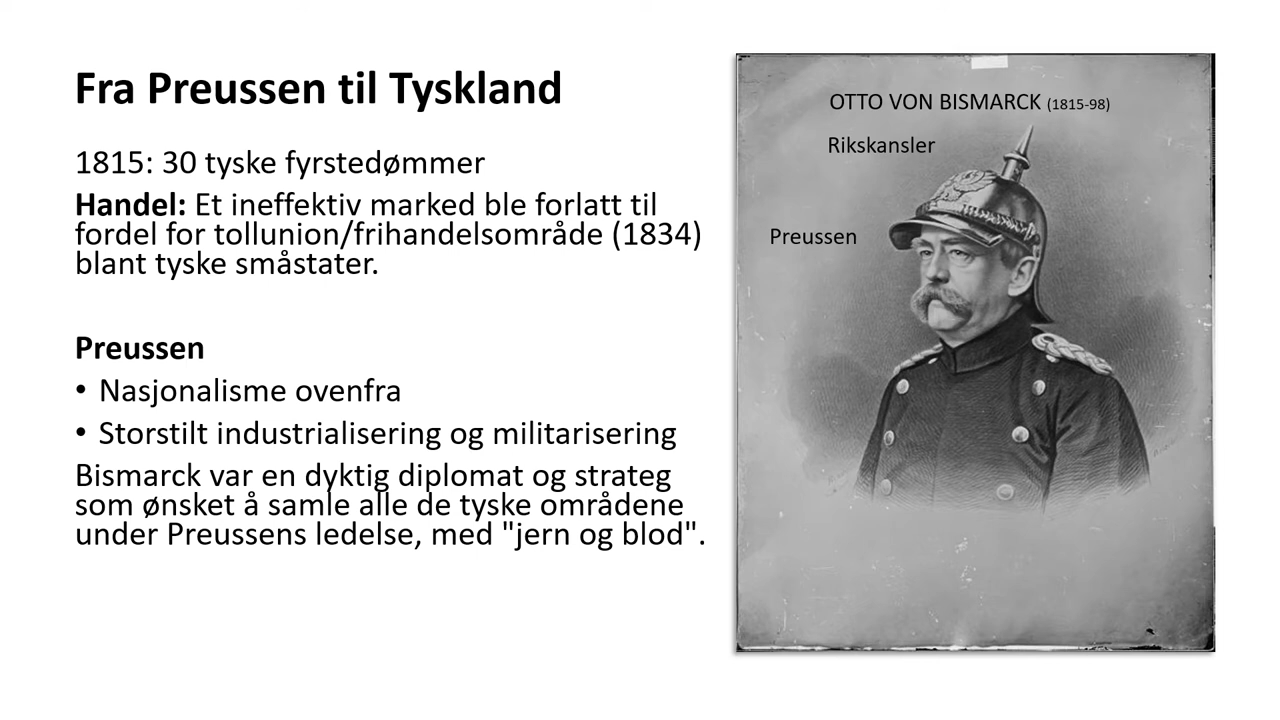 Fra Preussen til Tyskland
1815: 30 tyske fyrstedømmer
Handel: Et ineffektiv marked ble forlatt til
fordel for tollunion/frihandelsområde (1834)
blant tyske småstater.
Preussen
• Nasjonalisme ovenfra
• Storstilt industrialisering og militarisering
Bismarck var en dyktig diplomat og strateg
som ønsket å samle alle de tyske områdene
under Preussens ledelse, med "jern og blod".
OTTO VON BISMARCK (1815-98)
Rikskansler
Preussen